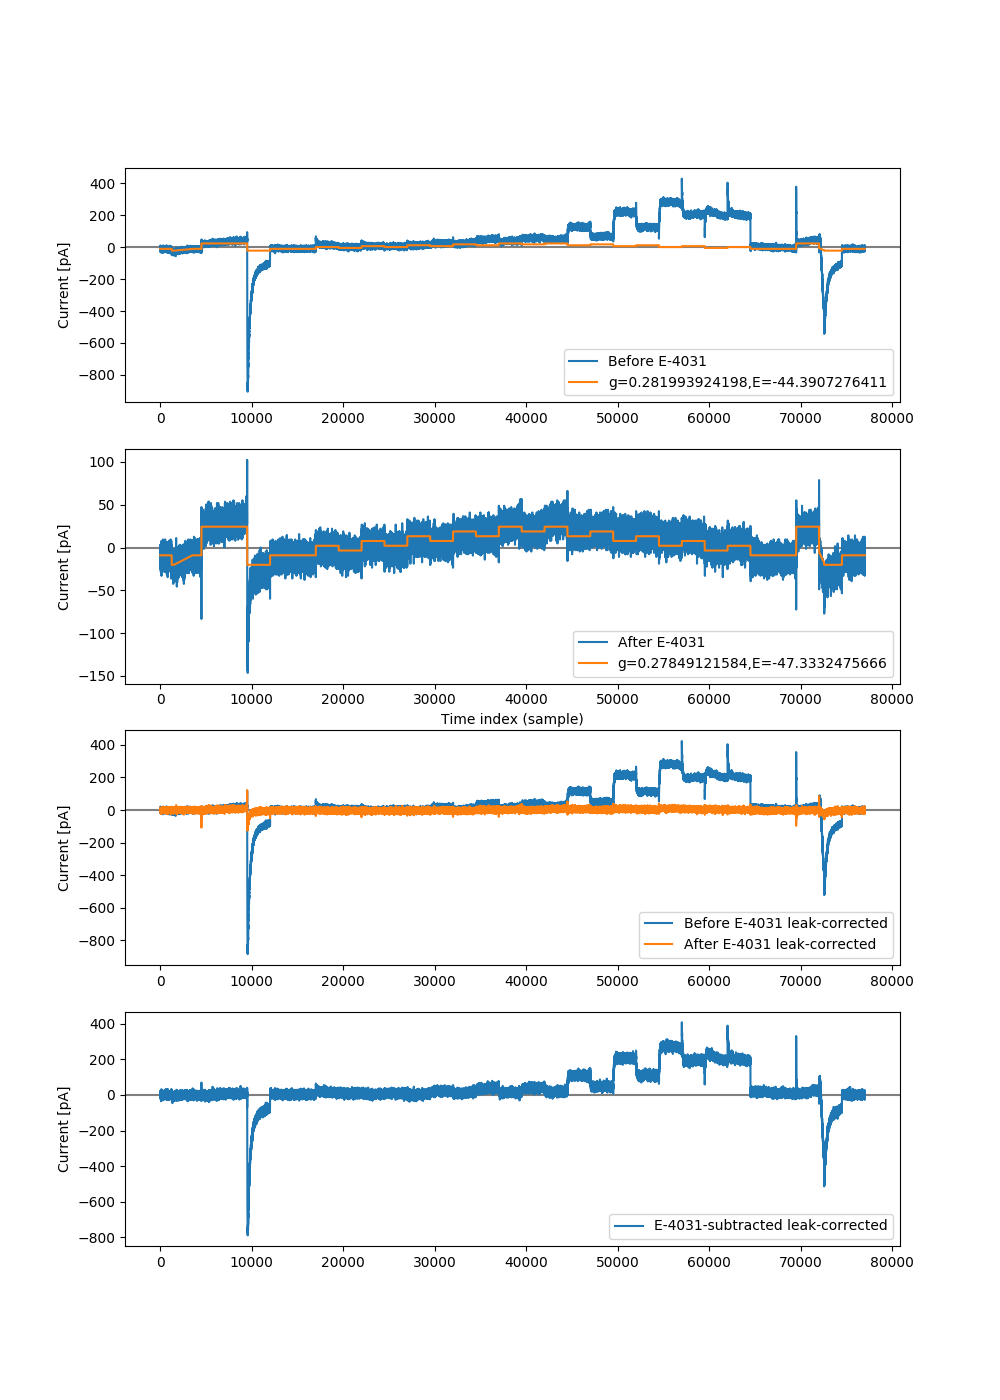 400
200
0
−200
−400
−600
−800
Current [pA]
Before E-4031
g=0.281993924198,E=-44.3907276411
0 10000 20000 30000 40000 50000 60000 70000 80000
100
50
0
−50
−100
−150
Current [pA]
After E-4031
g=0.27849121584,E=-47.3332475666
0 10000 20000 30000 40000 50000 60000 70000 80000
Time index (sample)
400
200
0
−200
−400
−600
−800
Current [pA]
Before E-4031 leak-corrected
After E-4031 leak-corrected
0 10000 20000 30000 40000 50000 60000 70000 80000
400
200
0
−200
−400
−600
−800
Current [pA]
E-4031-subtracted leak-corrected
0 10000 20000 30000 40000 50000 60000 70000 80000